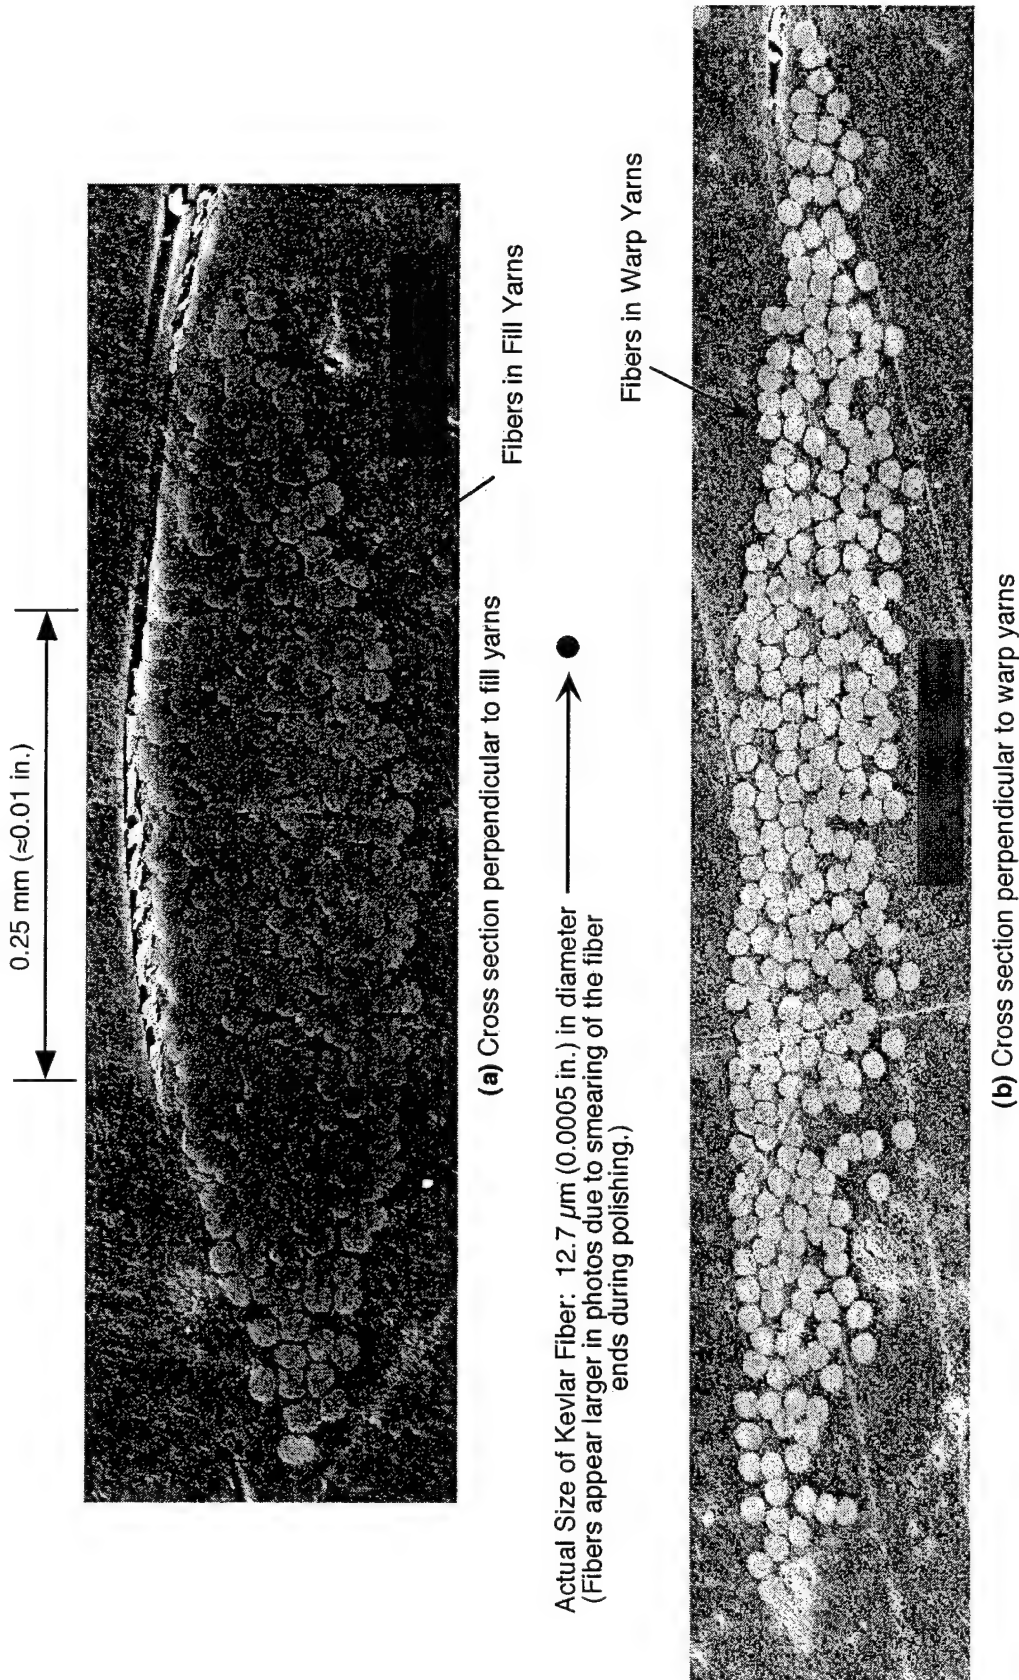 0.25 mm (≈0.01 in.)
Fibers in Fill Yarns
(a) Cross section perpendicular to fill yarns
Actual Size of Kevlar Fiber: 12.7 μm (0.0005 in.) in diameter
(Fibers appear larger in photos due to smearing of the fiber
ends during polishing.)
Fibers in Warp Yarns
(b) Cross section perpendicular to warp yarns